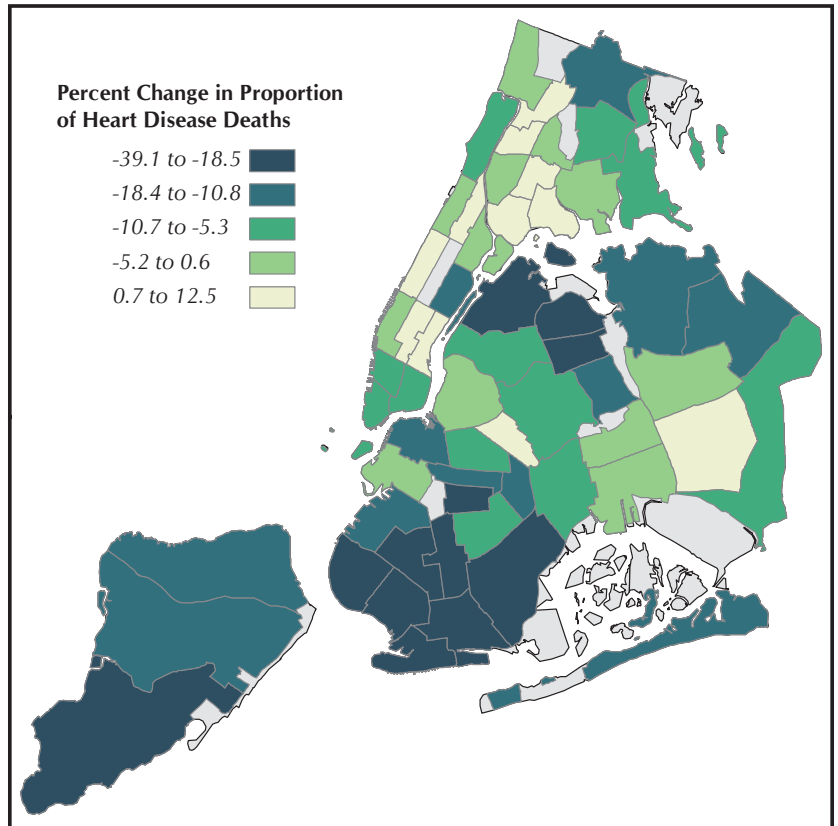 Percent Change in Proportion
of Heart Disease Deaths
-39.1 to -18.5
-18.4 to -10.8
-10.7 to -5.3
-5.2 to 0.6
0.7 to 12.5